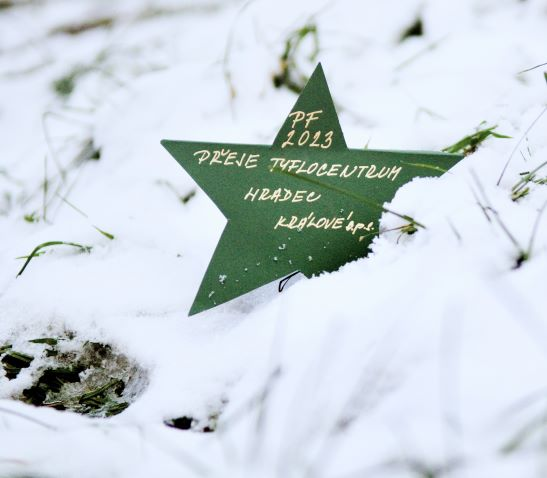 PF
2023
PŘEJE TYFLOCENTRUM
HRADEC
KRÁLOVÉ o.p.s.